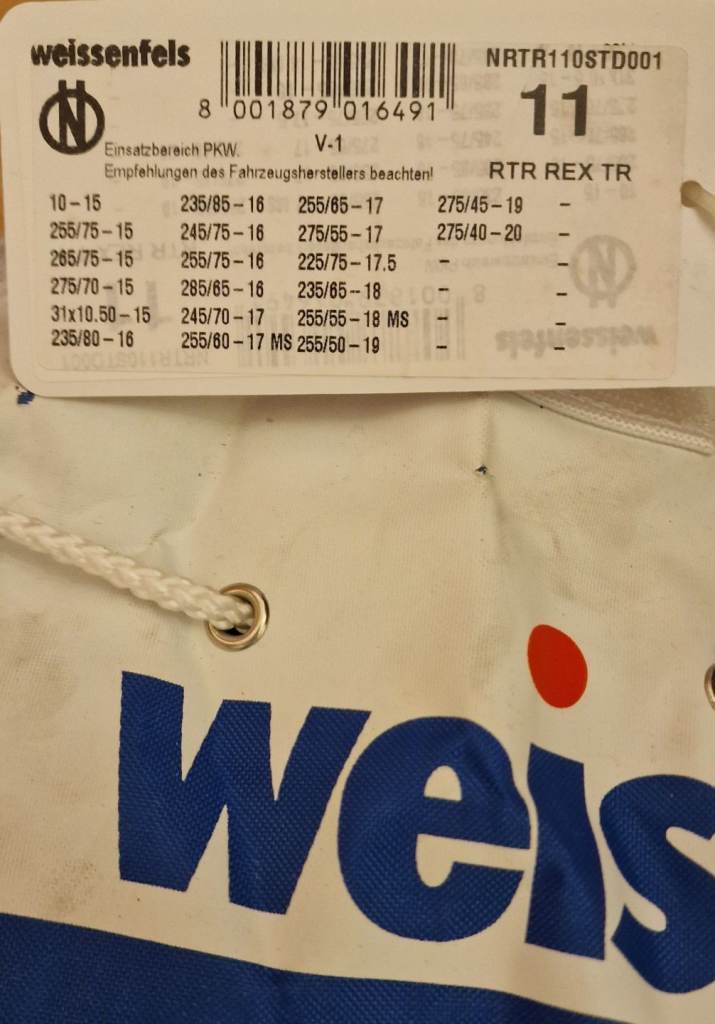 weissenfels
8 001879 016491
NRTR110STD001
11
V-1
Einsatzbereich PKW.
Empfehlungen des Fahrzeugsherstellers beachten!
RTR REX TR
10 – 15 235/85 – 16 255/65 – 17 275/45 – 19 –
255/75 – 15 245/75 – 16 275/55 – 17 275/40 – 20 –
265/75 – 15 255/75 – 16 225/75 – 17.5 – –
275/70 – 15 285/65 – 16 235/65 – 18 – –
31x10.50 – 15 245/70 – 17 255/55 – 18 MS – –
235/80 – 16 255/60 – 17 MS 255/50 – 19 – –
weis